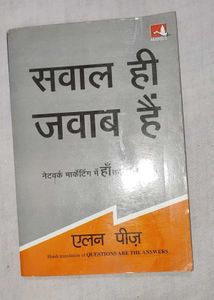 सवाल ही
जवाब हैं
नेटवर्क मार्केटिंग में हाँ
एलन पीज़
Hindi translation of QUESTIONS ARE THE ANSWERS